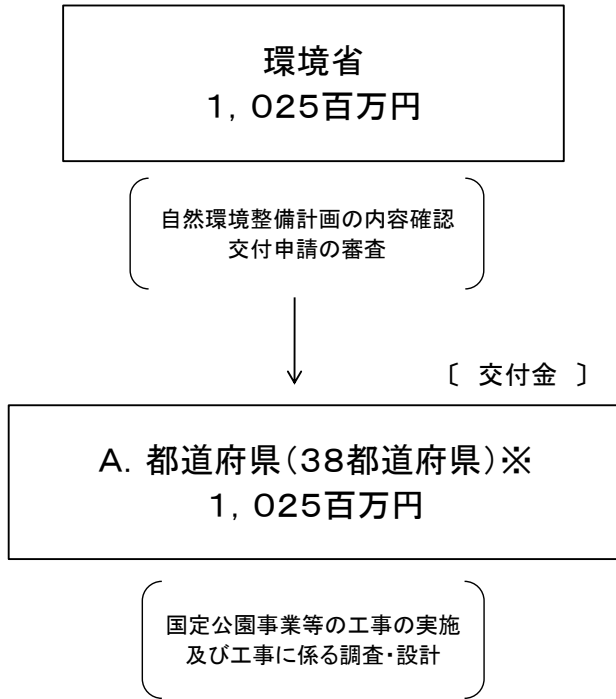 環境省
１，０２５百万円
自然環境整備計画の内容確認
交付申請の審査
〔　交付金　〕
Ａ．都道府県（３８都道府県）※
１，０２５百万円
国定公園事業等の工事の実施
及び工事に係る調査・設計